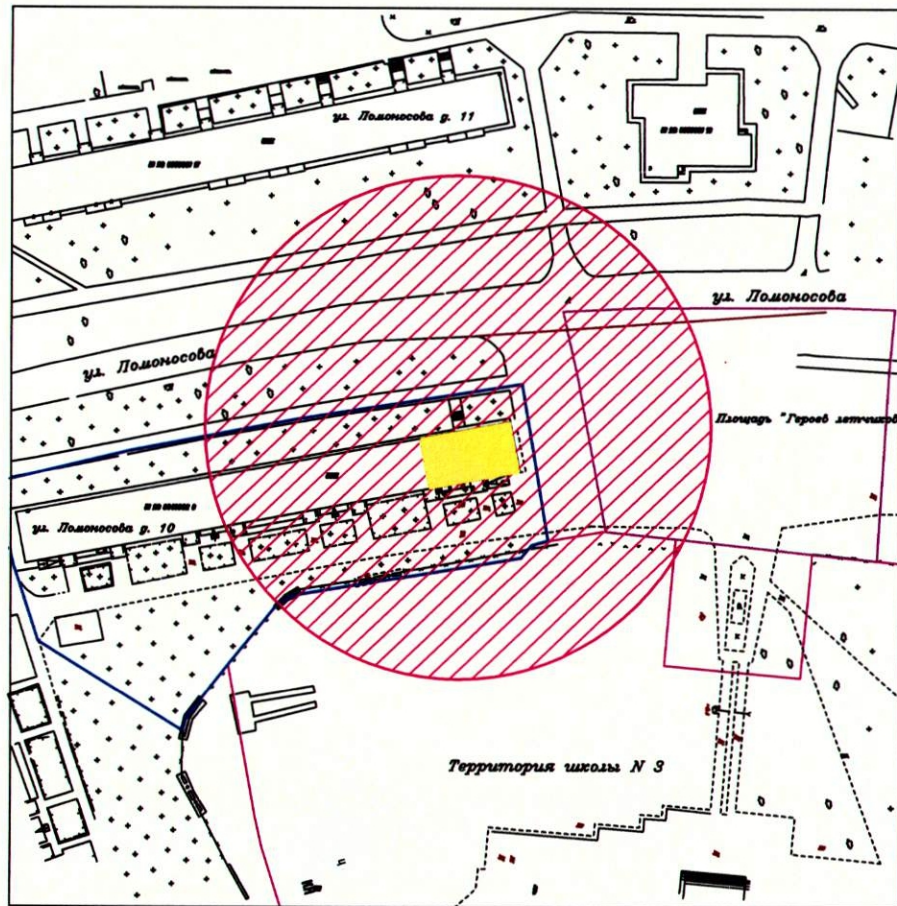 ул. Ломоносова д. 11
ул. Ломоносова
ул. Ломоносова
Площадь "Героев летчиков
ул. Ломоносова д. 10
Территория школы N 3